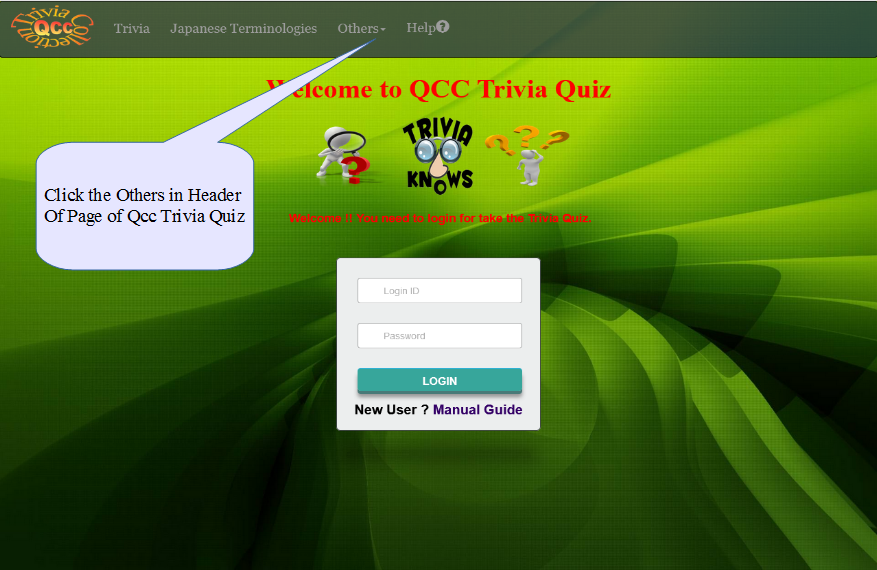 Trivia
QCC
Collection
Trivia
Trivia
Japanese Terminologies
Others
Help
Welcome to QCC Trivia Quiz
TRIVIA
KNOWS
Click the Others in Header
Of Page of Qcc Trivia Quiz
Welcome !! You need to login for take the Trivia Quiz.
Login ID
Password
LOGIN
New User ? Manual Guide